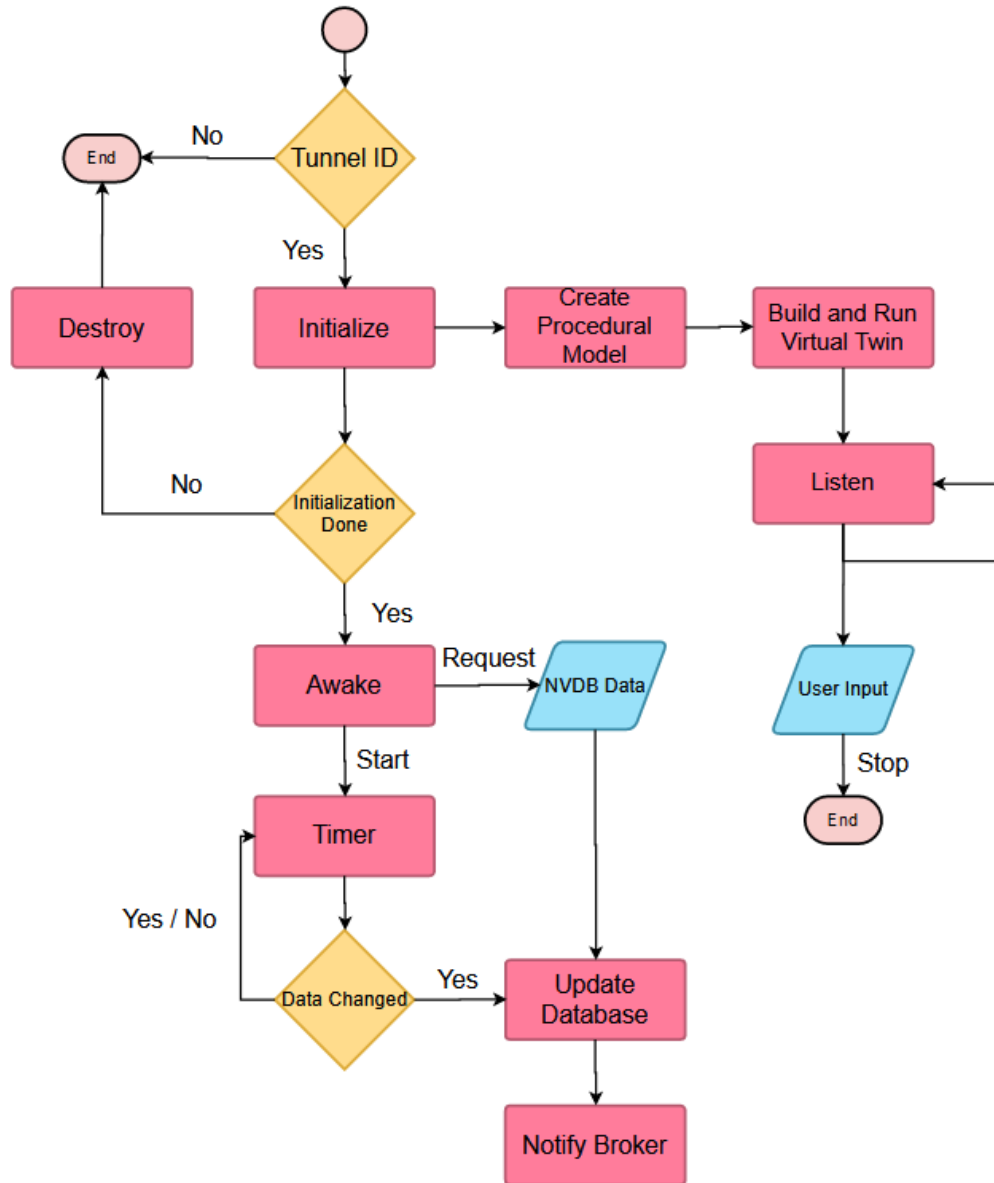 No
End
Tunnel ID
Yes
Destroy
Initialize
Create
Procedural
Model
Build and Run
Virtual Twin
No
Initialization
Done
Listen
Yes
Awake
Request
NVDB Data
User Input
Start
Stop
Timer
End
Yes / No
Data Changed
Yes
Update
Database
Notify Broker